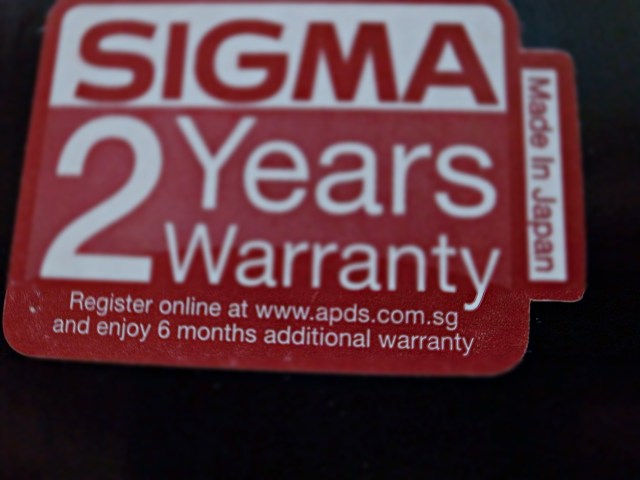 SIGMA
2 Years
Warranty
Register online at www.apds.com.sg
and enjoy 6 months additional warranty
Made In Japan